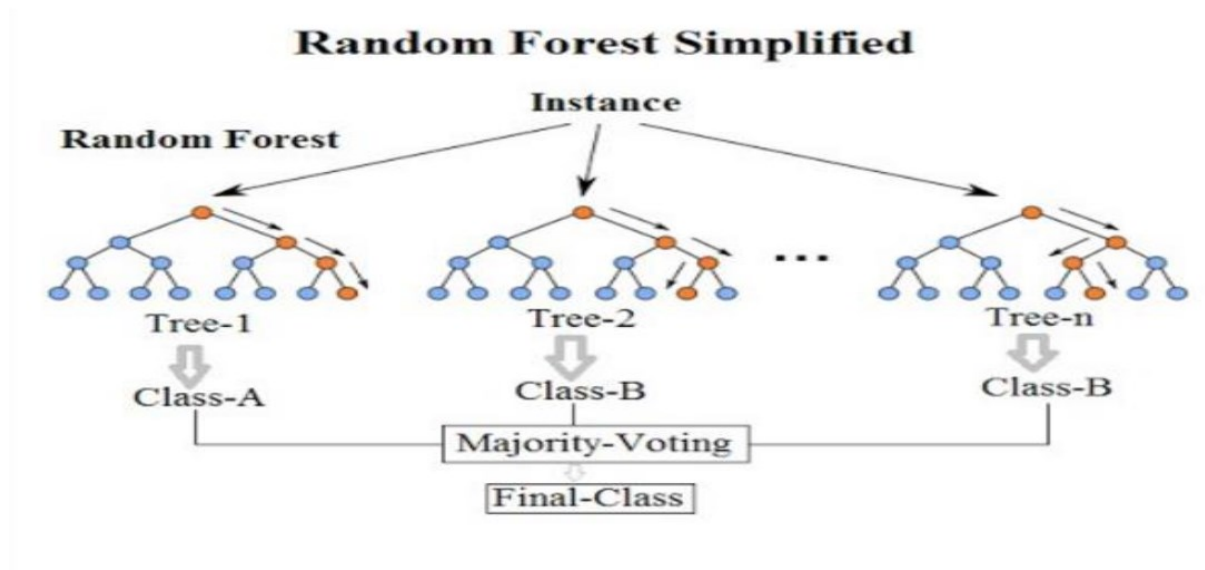 Random Forest Simplified
Instance
Random Forest
...
Tree-1
Tree-2
Tree-n
Class-A
Class-B
Class-B
Majority-Voting
Final-Class